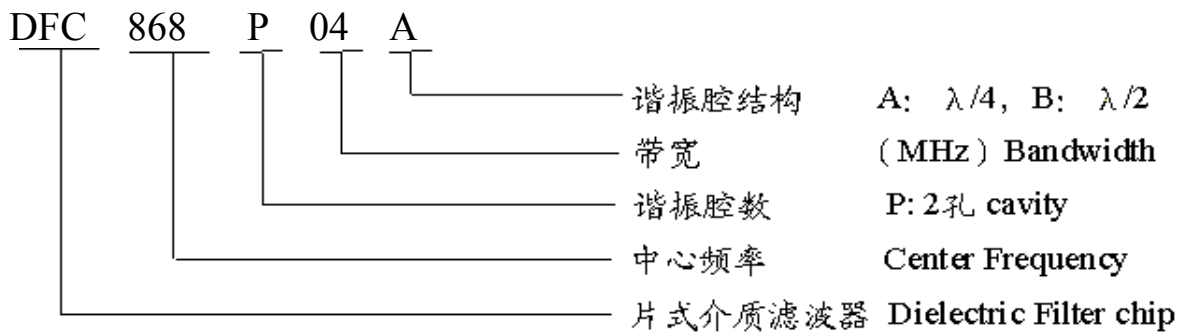 DFC 868 P 04 A
谐振腔结构 A: λ/4, B: λ/2
带宽 (MHz) Bandwidth
谐振腔数 P: 2孔 cavity
中心频率 Center Frequency
片式介质滤波器 Dielectric Filter chip